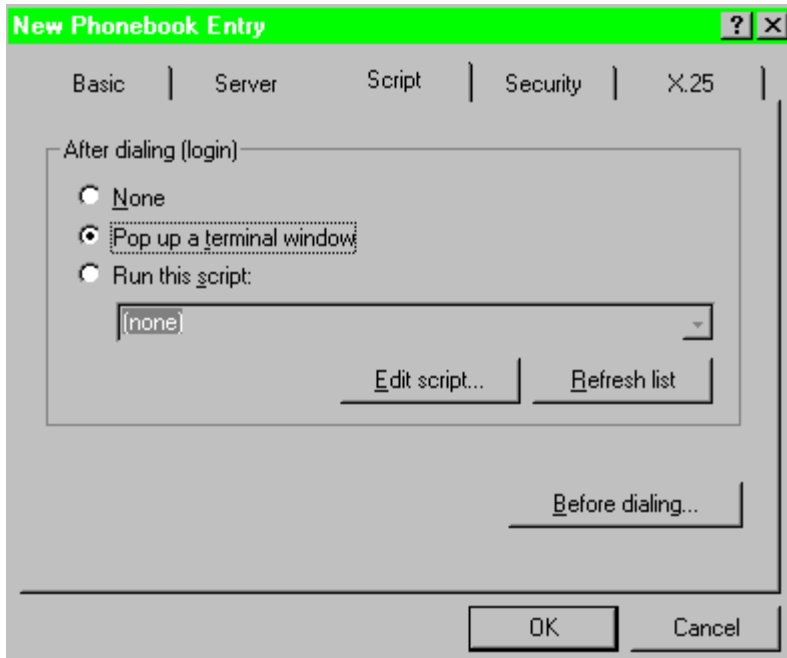 New Phonebook Entry
Basic Server Script Security X.25
After dialing (login)
None
Pop up a terminal window
Run this script:
(none)
Edit script... Refresh list
Before dialing...
OK Cancel